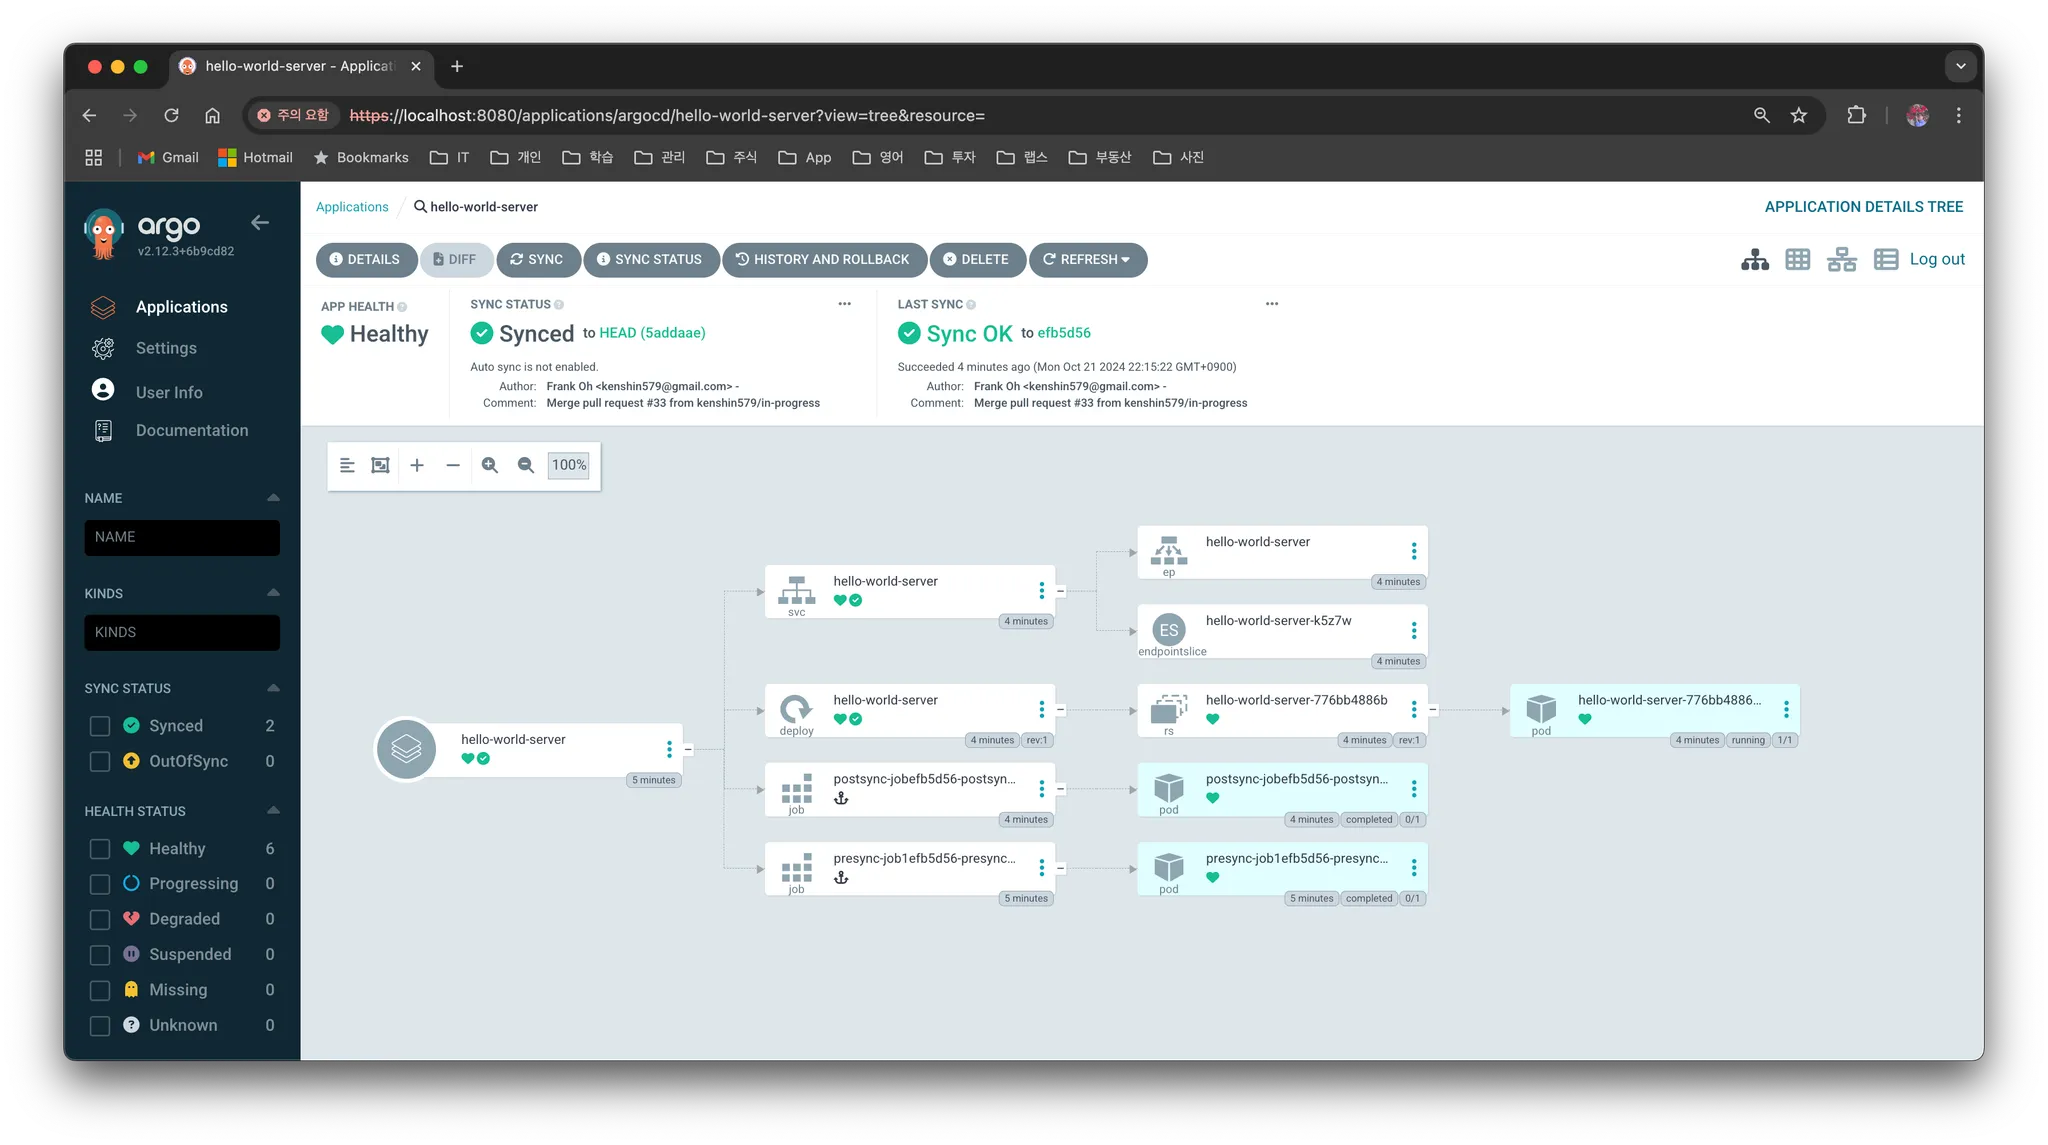 hello-world-server - Applicat
주의 요함
https://localhost:8080/applications/argocd/hello-world-server?view=tree&resource=
Gmail
Hotmail
Bookmarks
IT
개인
학습
관리
주식
App
영어
투자
랩스
부동산
사진
argo
v2.12.3+6b9cd82
Applications
Settings
User Info
Documentation
NAME
NAME
KINDS
KINDS
SYNC STATUS
Synced 2
OutOfSync 0
HEALTH STATUS
Healthy 6
Progressing 0
Degraded 0
Suspended 0
Missing 0
Unknown 0
Applications / hello-world-server
APPLICATION DETAILS TREE
DETAILS
DIFF
SYNC
SYNC STATUS
HISTORY AND ROLLBACK
DELETE
REFRESH
Log out
APP HEALTH
Healthy
SYNC STATUS
Synced to HEAD (5addaae)
Auto sync is not enabled.
Author: Frank Oh <kenshin579@gmail.com> -
Comment: Merge pull request #33 from kenshin579/in-progress
LAST SYNC
Sync OK to efb5d56
Succeeded 4 minutes ago (Mon Oct 21 2024 22:15:22 GMT+0900)
Author: Frank Oh <kenshin579@gmail.com> -
Comment: Merge pull request #33 from kenshin579/in-progress
100%
hello-world-server
5 minutes
hello-world-server
svc
4 minutes
hello-world-server
ep
4 minutes
hello-world-server-k5z7w
ES
endpointslice
4 minutes
hello-world-server
deploy
4 minutes rev:1
hello-world-server-776bb4886b
rs
4 minutes rev:1
hello-world-server-776bb4886...
pod
4 minutes running 1/1
postsync-jobefb5d56-postsyn...
job
4 minutes
postsync-jobefb5d56-postsyn...
pod
4 minutes completed 0/1
presync-job1efb5d56-presync...
job
5 minutes
presync-job1efb5d56-presync...
pod
5 minutes completed 0/1